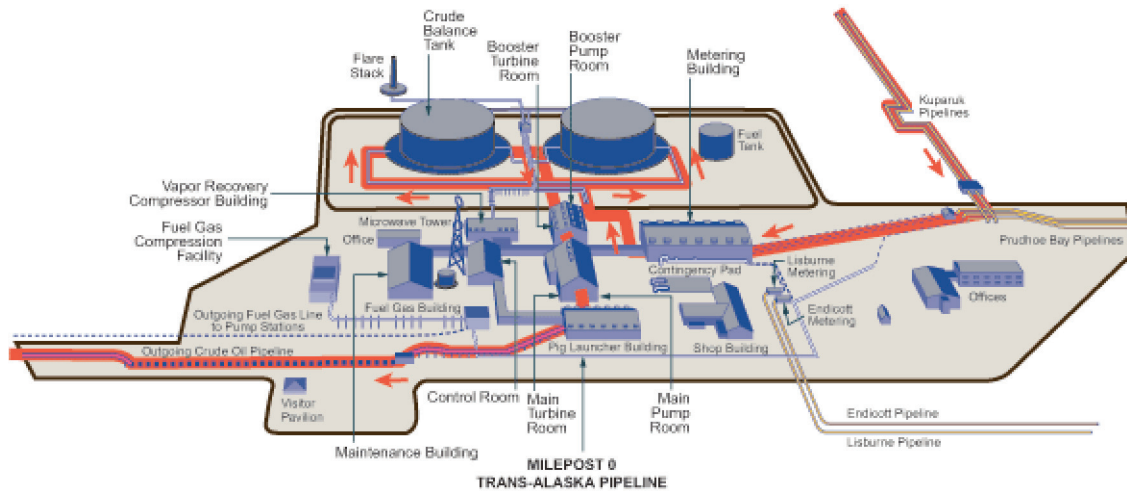 Crude
Balance
Tank
Flare
Stack
Booster
Turbine
Room
Booster
Pump
Room
Metering
Building
Kuparuk
Pipelines
Fuel
Tank
Vapor Recovery
Compressor Building
Microwave Tower
Office
Fuel Gas
Compression
Facility
Prudhoe Bay Pipelines
Lisburne
Metering
Contingency Pad
Offices
Endicott
Metering
Fuel Gas Building
Outgoing Fuel Gas Line
to Pump Stations
Outgoing Crude Oil Pipeline
Pig Launcher Building
Shop Building
Visitor
Pavilion
Control Room
Main
Turbine
Room
Main
Pump
Room
Endicott Pipeline
Lisburne Pipeline
Maintenance Building
MILEPOST 0
TRANS-ALASKA PIPELINE